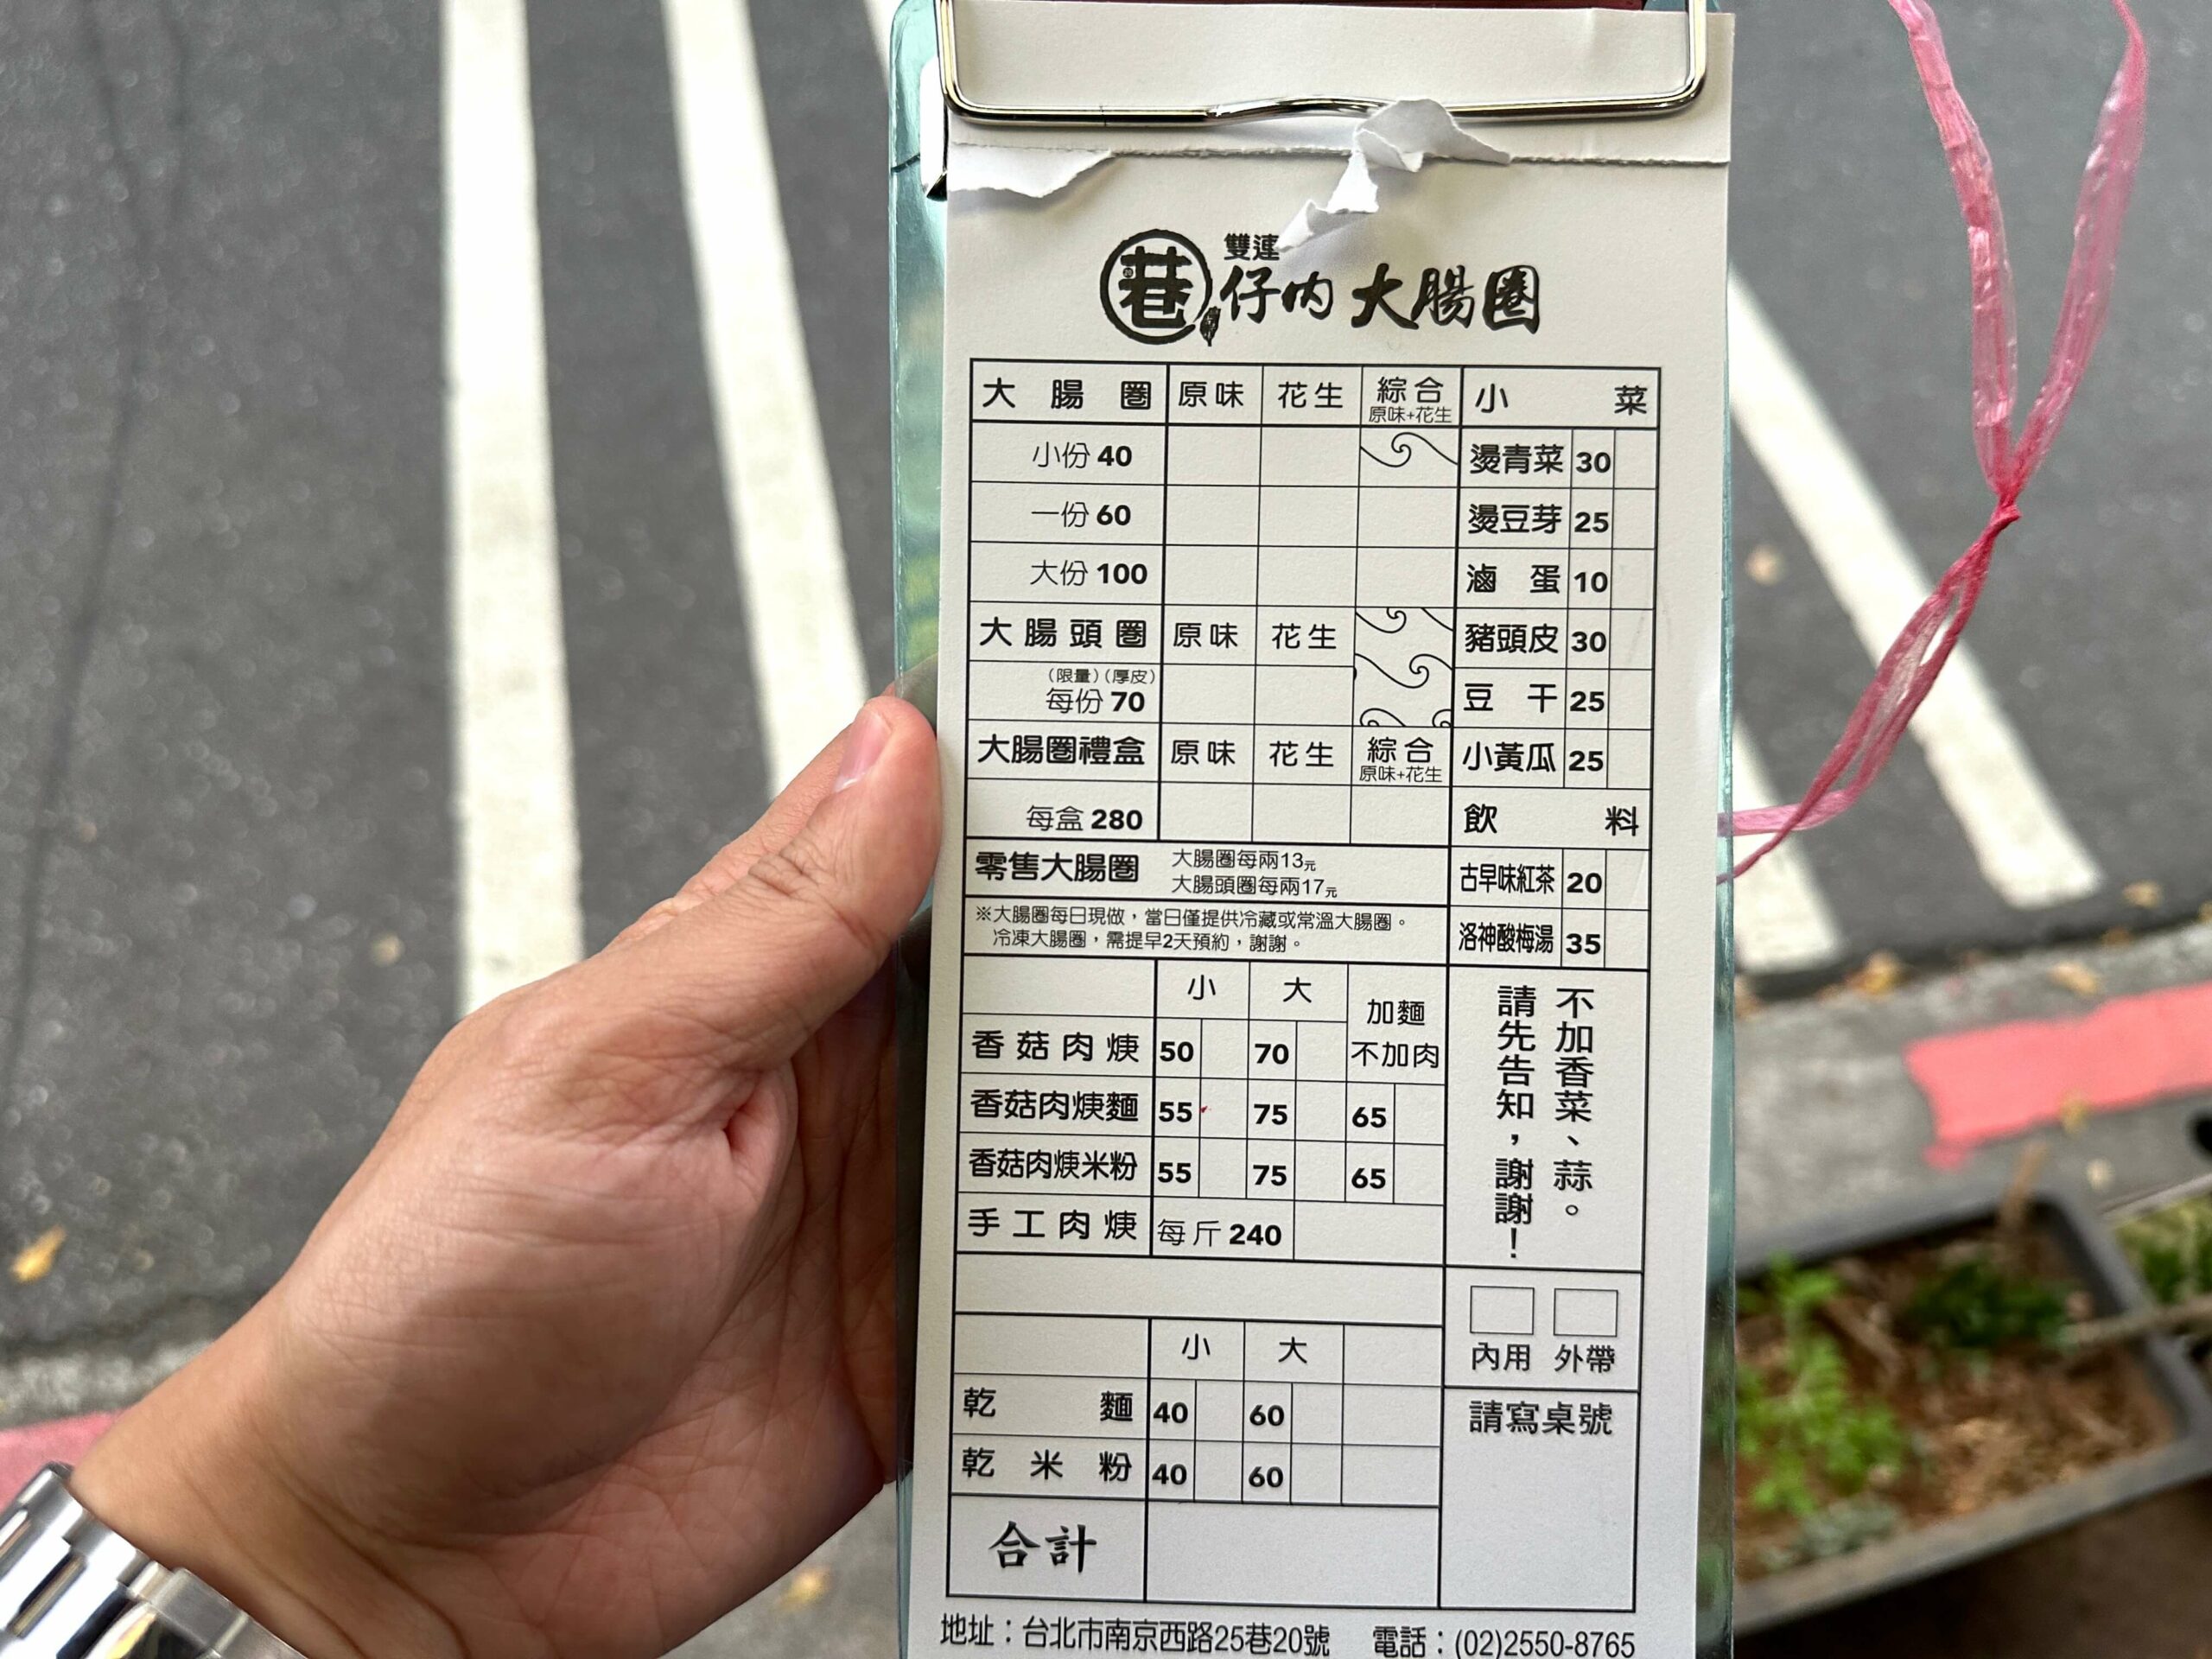 雙連
巷仔內 大腸圈
大腸圈 原味 花生 綜合 原味+花生
小份 40
一份 60
大份 100
大腸頭圈 原味 花生
(限量)(厚皮)
每份 70
大腸圈禮盒 原味 花生 綜合 原味+花生
每盒 280
零售大腸圈
大腸圈每兩13元
大腸頭圈每兩17元
※大腸圈每日現做，當日僅提供冷藏或常溫大腸圈。
冷凍大腸圈，需提早2天預約，謝謝。
小 大 加麵不加肉
香菇肉焿 50 70
香菇肉焿麵 55 75 65
香菇肉焿米粉 55 75 65
手工肉焿 每斤 240
小 大
乾麵 40 60
乾米粉 40 60
合計
小菜
燙青菜 30
燙豆芽 25
滷蛋 10
豬頭皮 30
豆干 25
小黃瓜 25
飲料
古早味紅茶 20
洛神酸梅湯 35
不加香菜、蒜。
請先告知，謝謝！
內用 外帶
請寫桌號
地址：台北市南京西路25巷20號 電話：(02)2550-8765